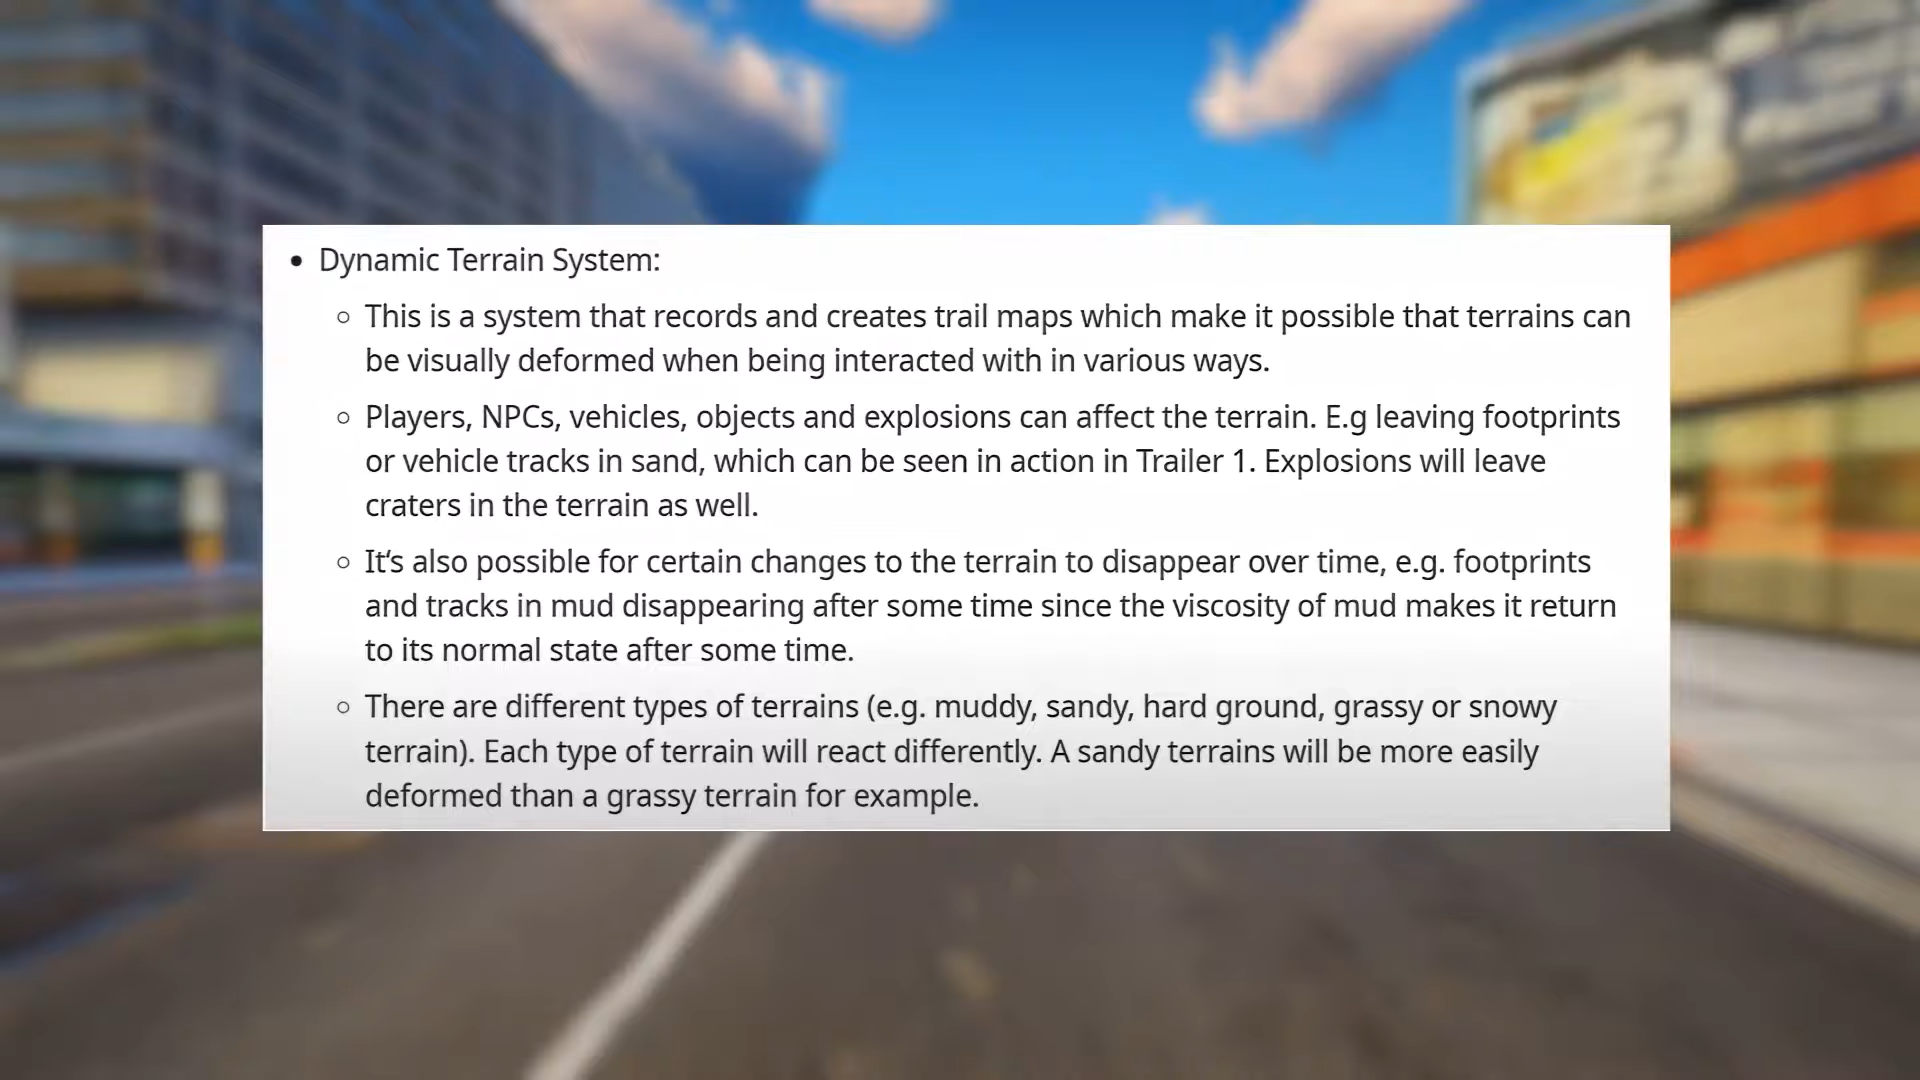 • Dynamic Terrain System:
◦ This is a system that records and creates trail maps which make it possible that terrains can
be visually deformed when being interacted with in various ways.
◦ Players, NPCs, vehicles, objects and explosions can affect the terrain. E.g leaving footprints
or vehicle tracks in sand, which can be seen in action in Trailer 1. Explosions will leave
craters in the terrain as well.
◦ It‘s also possible for certain changes to the terrain to disappear over time, e.g. footprints
and tracks in mud disappearing after some time since the viscosity of mud makes it return
to its normal state after some time.
◦ There are different types of terrains (e.g. muddy, sandy, hard ground, grassy or snowy
terrain). Each type of terrain will react differently. A sandy terrains will be more easily
deformed than a grassy terrain for example.